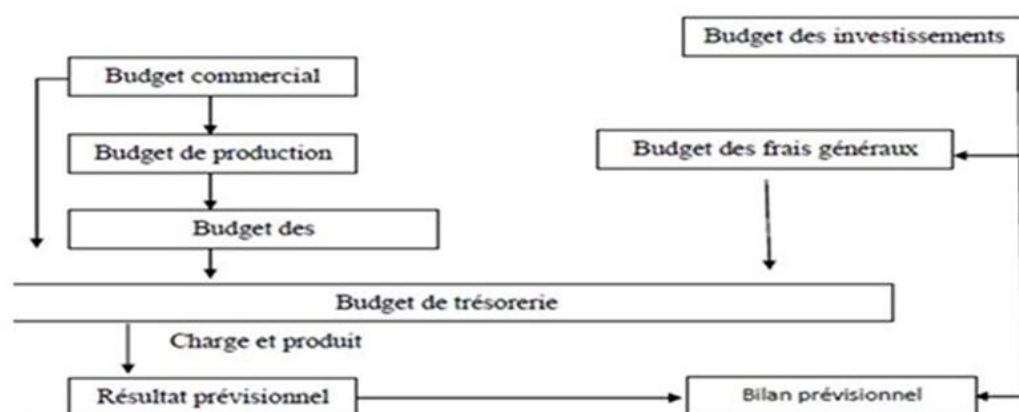 Budget des investissements
Budget commercial
Budget de production
Budget des frais généraux
Budget des
Budget de trésorerie
Charge et produit
Résultat prévisionnel
Bilan prévisionnel